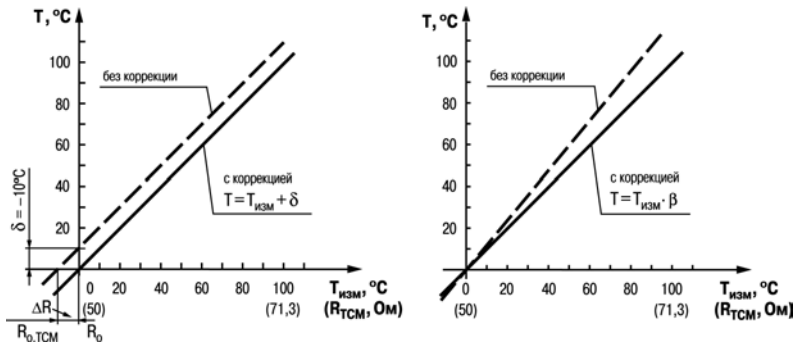 T, °C
100
80
60
40
20
без коррекции
с коррекцией
T=Tизм + δ
δ = –10°C
0 20 40 60 80 100
Tизм, °C
(50)
(71,3)
(RТСМ, Ом)
ΔR
Rо.ТСМ
Rо
T, °C
100
80
60
40
20
без коррекции
с коррекцией
T=Tизм· β
0 20 40 60 80 100
Tизм, °C
(50)
(71,3)
(RТСМ, Ом)